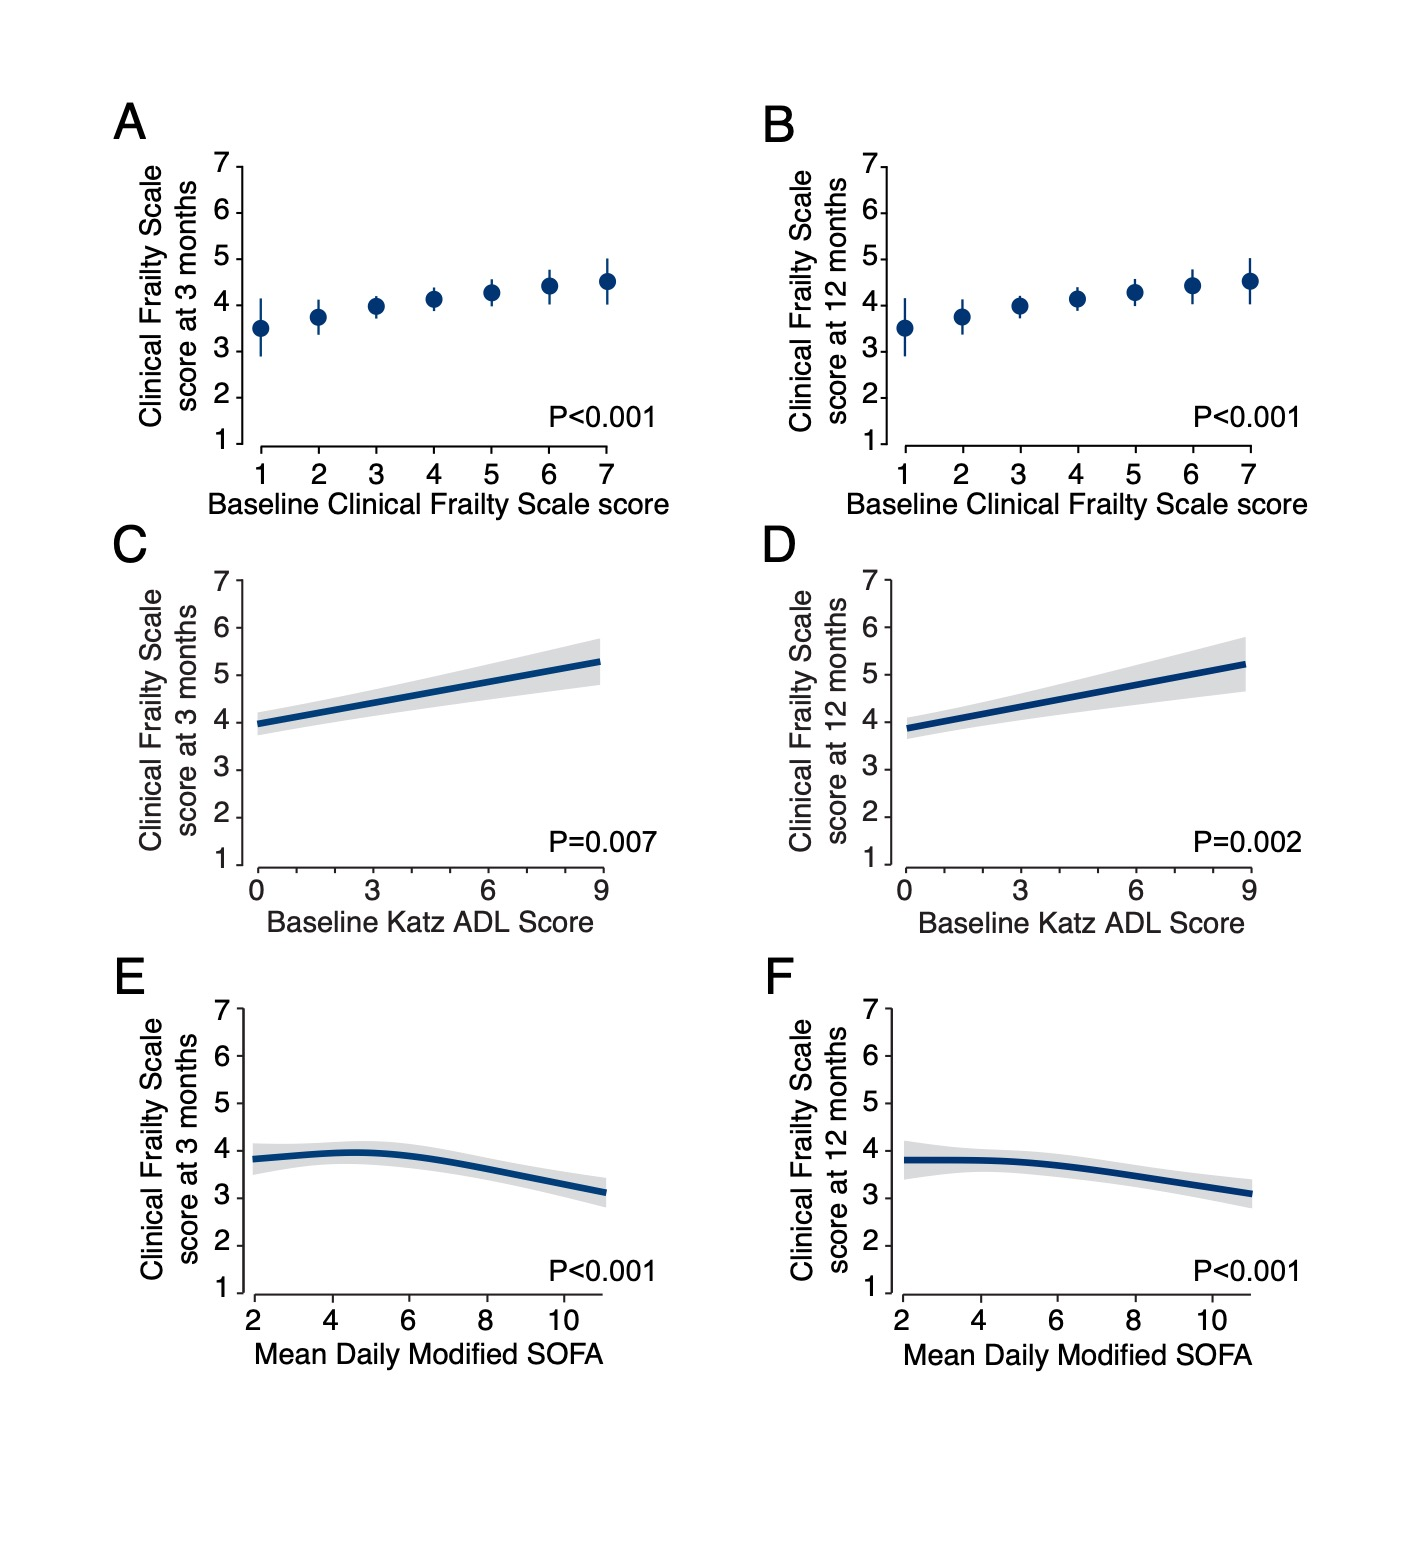 A
Clinical Frailty Scale
score at 3 months
7
6
5
4
3
2
1
P<0.001
1 2 3 4 5 6 7
Baseline Clinical Frailty Scale score
B
Clinical Frailty Scale
score at 12 months
7
6
5
4
3
2
1
P<0.001
1 2 3 4 5 6 7
Baseline Clinical Frailty Scale score
C
Clinical Frailty Scale
score at 3 months
7
6
5
4
3
2
1
P=0.007
0 3 6 9
Baseline Katz ADL Score
D
Clinical Frailty Scale
score at 12 months
7
6
5
4
3
2
1
P=0.002
0 3 6 9
Baseline Katz ADL Score
E
Clinical Frailty Scale
score at 3 months
7
6
5
4
3
2
1
P<0.001
2 4 6 8 10
Mean Daily Modified SOFA
F
Clinical Frailty Scale
score at 12 months
7
6
5
4
3
2
1
P<0.001
2 4 6 8 10
Mean Daily Modified SOFA